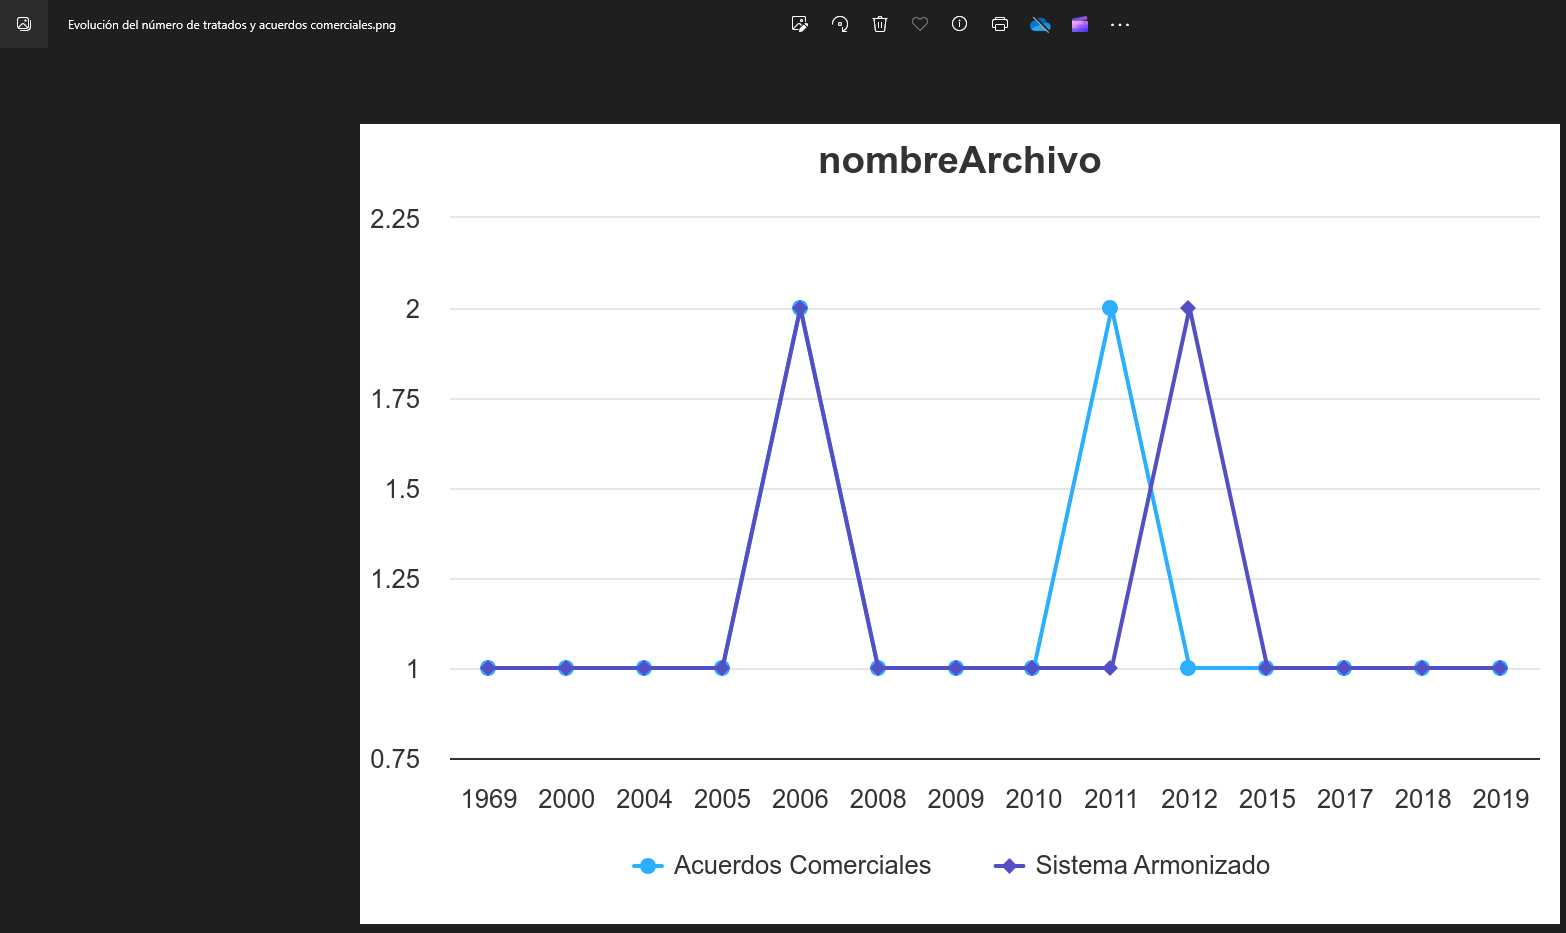 Evolución del número de tratados y acuerdos comerciales.png
nombreArchivo
2.25
2
1.75
1.5
1.25
1
0.75
1969 2000 2004 2005 2006 2008 2009 2010 2011 2012 2015 2017 2018 2019
Acuerdos Comerciales Sistema Armonizado